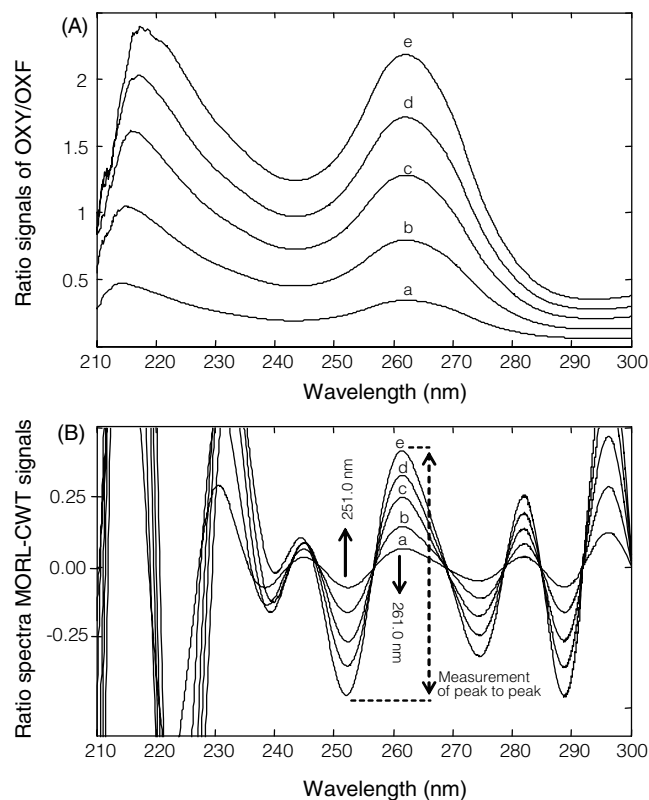 (A)
Ratio signals of OXY/OXF
2
1.5
1
0.5
e
d
c
b
a
210 220 230 240 250 260 270 280 290 300
Wavelength (nm)
(B)
Ratio spectra MORL-CWT signals
0.25
0.00
-0.25
251.0 nm
e
d
c
b
a
261.0 nm
Measurement
of peak to peak
210 220 230 240 250 260 270 280 290 300
Wavelength (nm)